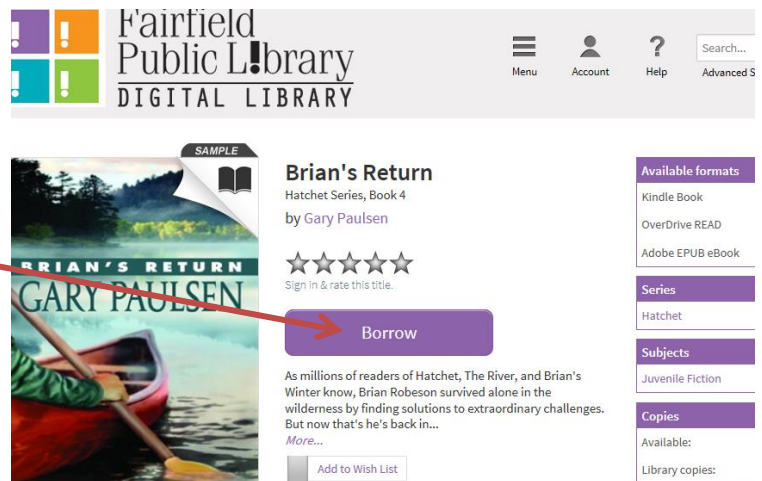 Fairfield
Public L!brary
DIGITAL LIBRARY
Menu
Account
Help
Search...
Advanced S
SAMPLE
BRIAN'S RETURN
GARY PAULSEN
Brian's Return
Hatchet Series, Book 4
by Gary Paulsen
Sign in & rate this title.
Borrow
As millions of readers of Hatchet, The River, and Brian's
Winter know, Brian Robeson survived alone in the
wilderness by finding solutions to extraordinary challenges.
But now that's he's back in...
More...
Add to Wish List
Available formats
Kindle Book
OverDrive READ
Adobe EPUB eBook
Series
Hatchet
Subjects
Juvenile Fiction
Copies
Available:
Library copies: